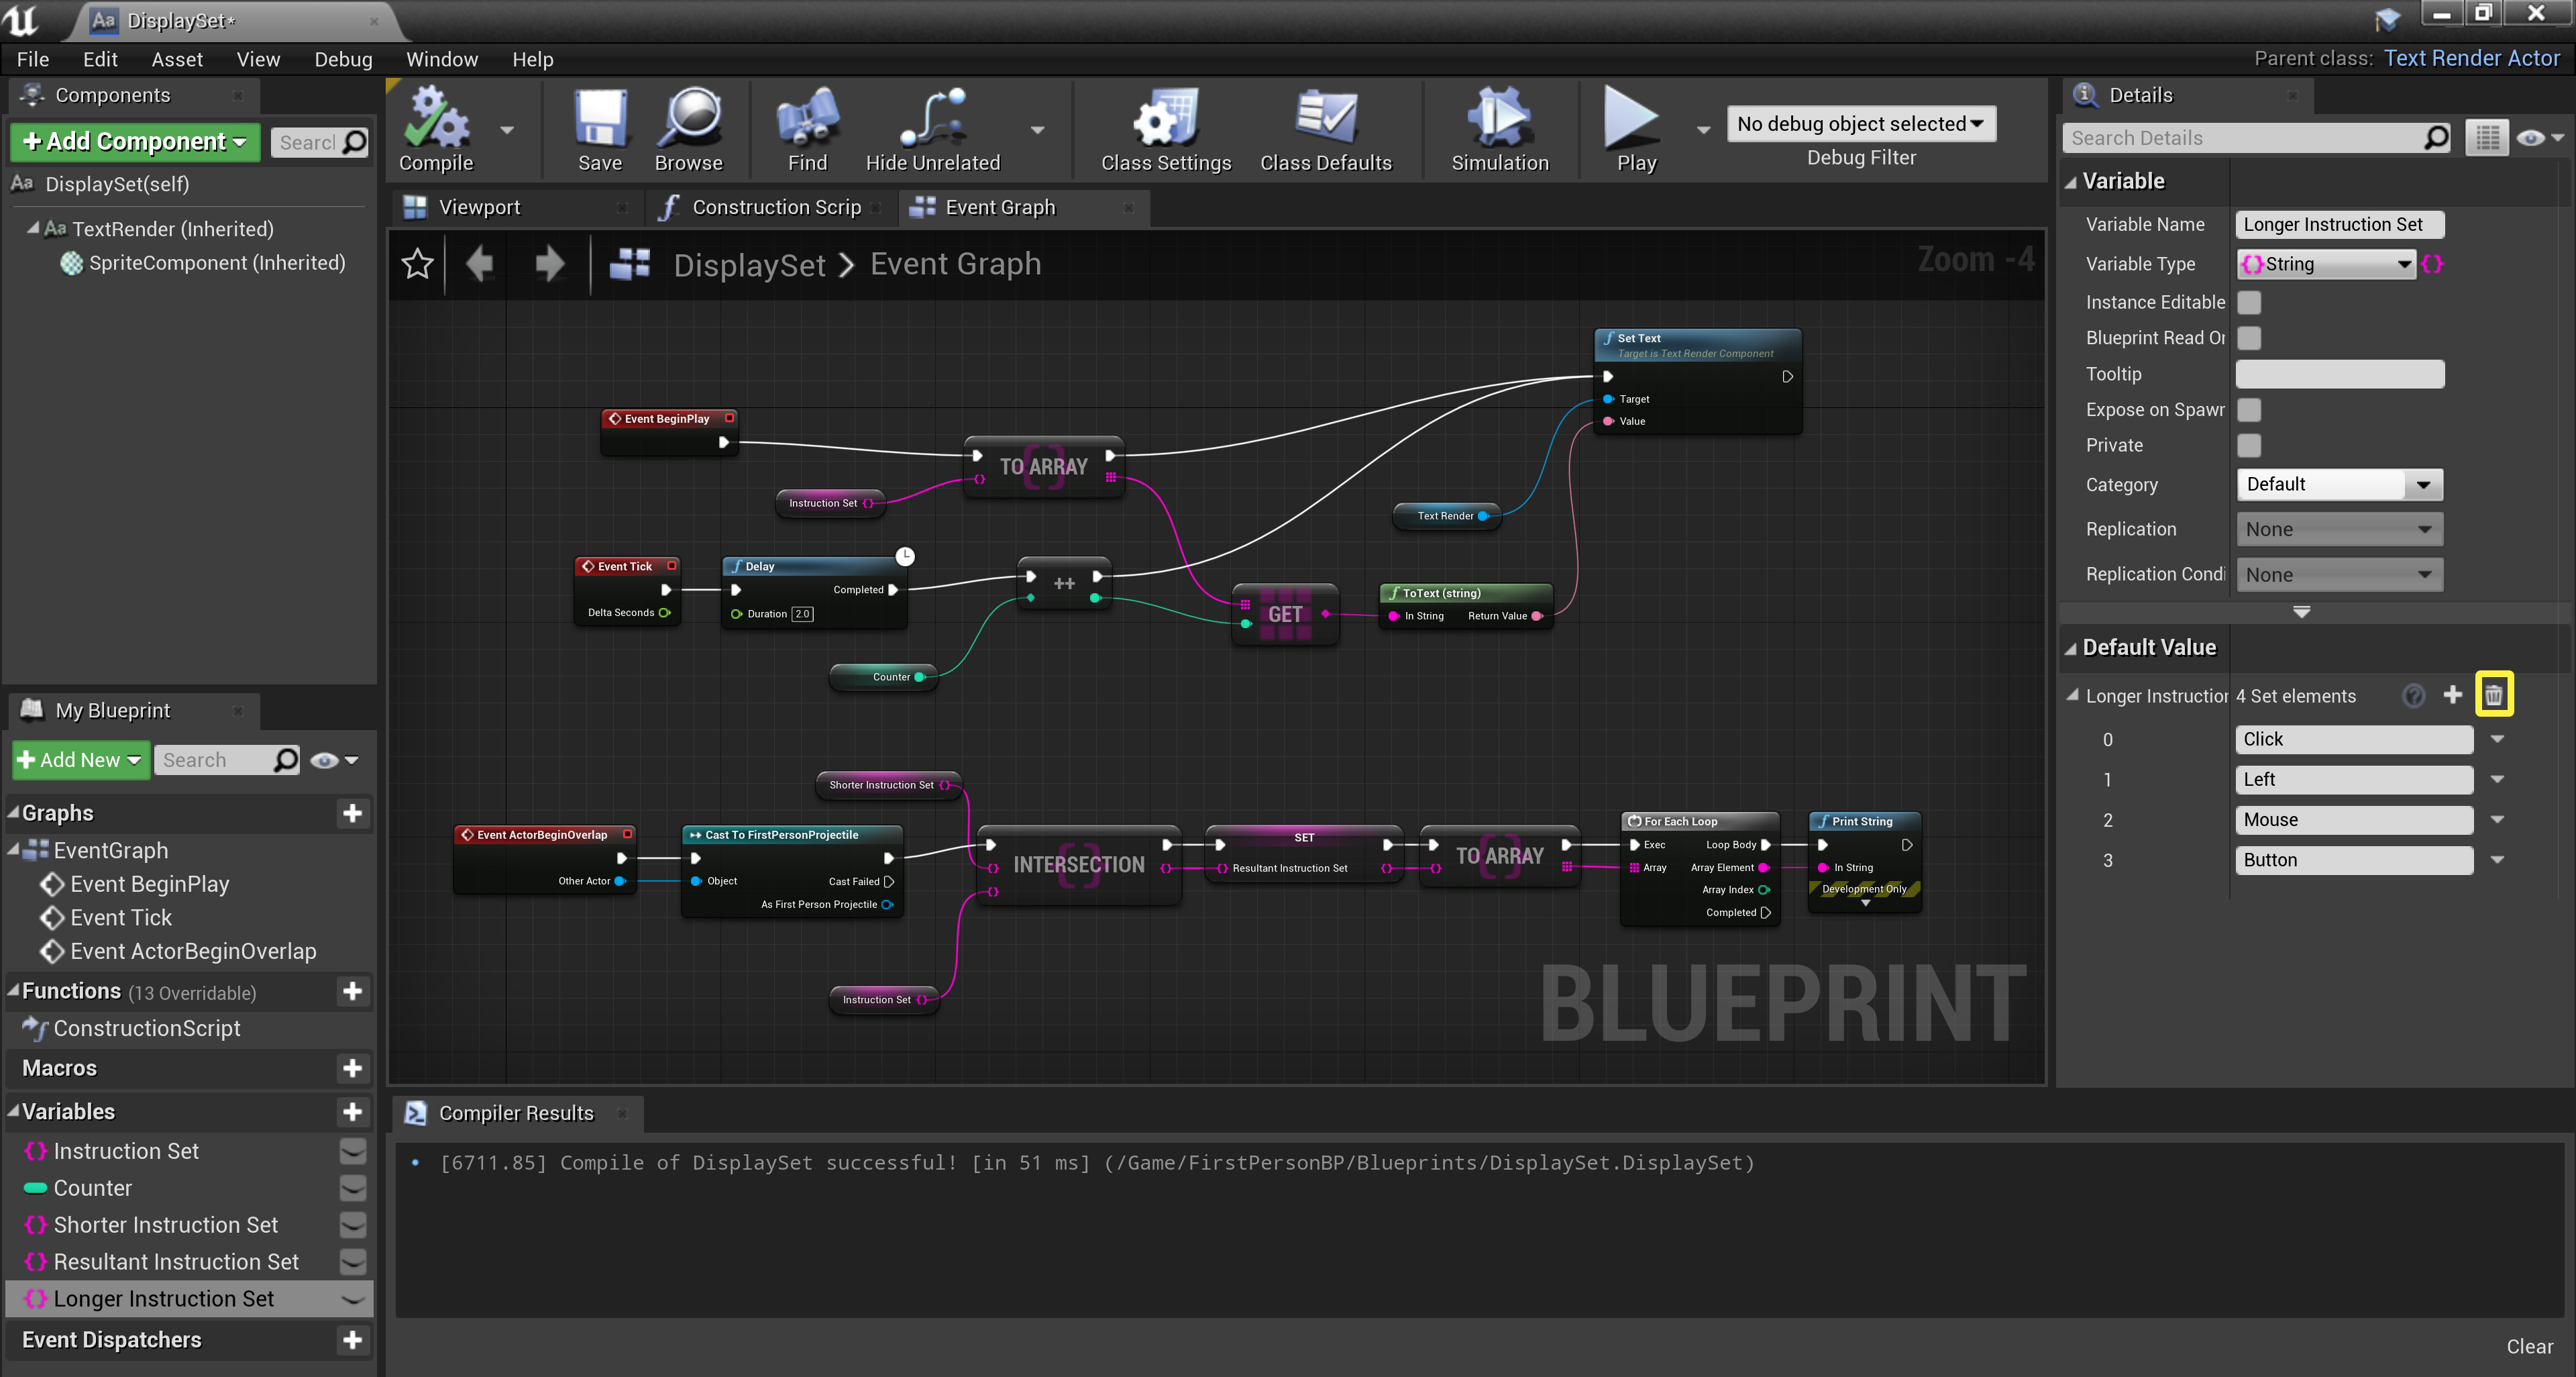 DisplaySet*
File Edit Asset View Debug Window Help
Parent class: Text Render Actor
Components
Add Component
Searcl
DisplaySet(self)
TextRender (Inherited)
SpriteComponent (Inherited)
Compile
Save
Browse
Find
Hide Unrelated
Class Settings
Class Defaults
Simulation
Play
No debug object selected
Debug Filter
Viewport
Construction Scrip
Event Graph
DisplaySet > Event Graph
Zoom -4
Set Text
Target is Text Render Component
Target
Value
Event BeginPlay
TO ARRAY
Instruction Set
Text Render
Event Tick
Delta Seconds
Delay
Completed
Duration 2.0
++
Counter
GET
ToText (string)
In String Return Value
Shorter Instruction Set
Event ActorBeginOverlap
Other Actor
Cast To FirstPersonProjectile
Object
Cast Failed
As First Person Projectile
INTERSECTION
SET
Resultant Instruction Set
TO ARRAY
For Each Loop
Exec Loop Body
Array Array Element
Array Index
Completed
Print String
In String
Development Only
Instruction Set
BLUEPRINT
My Blueprint
Add New
Search
Graphs
EventGraph
Event BeginPlay
Event Tick
Event ActorBeginOverlap
Functions (13 Overridable)
ConstructionScript
Macros
Variables
Instruction Set
Counter
Shorter Instruction Set
Resultant Instruction Set
Longer Instruction Set
Event Dispatchers
Compiler Results
[6711.85] Compile of DisplaySet successful! [in 51 ms] (/Game/FirstPersonBP/Blueprints/DisplaySet.DisplaySet)
Clear
Details
Search Details
Variable
Variable Name Longer Instruction Set
Variable Type String
Instance Editable
Blueprint Read Or
Tooltip
Expose on Spawr
Private
Category Default
Replication None
Replication Condi None
Default Value
Longer Instruction 4 Set elements
0 Click
1 Left
2 Mouse
3 Button